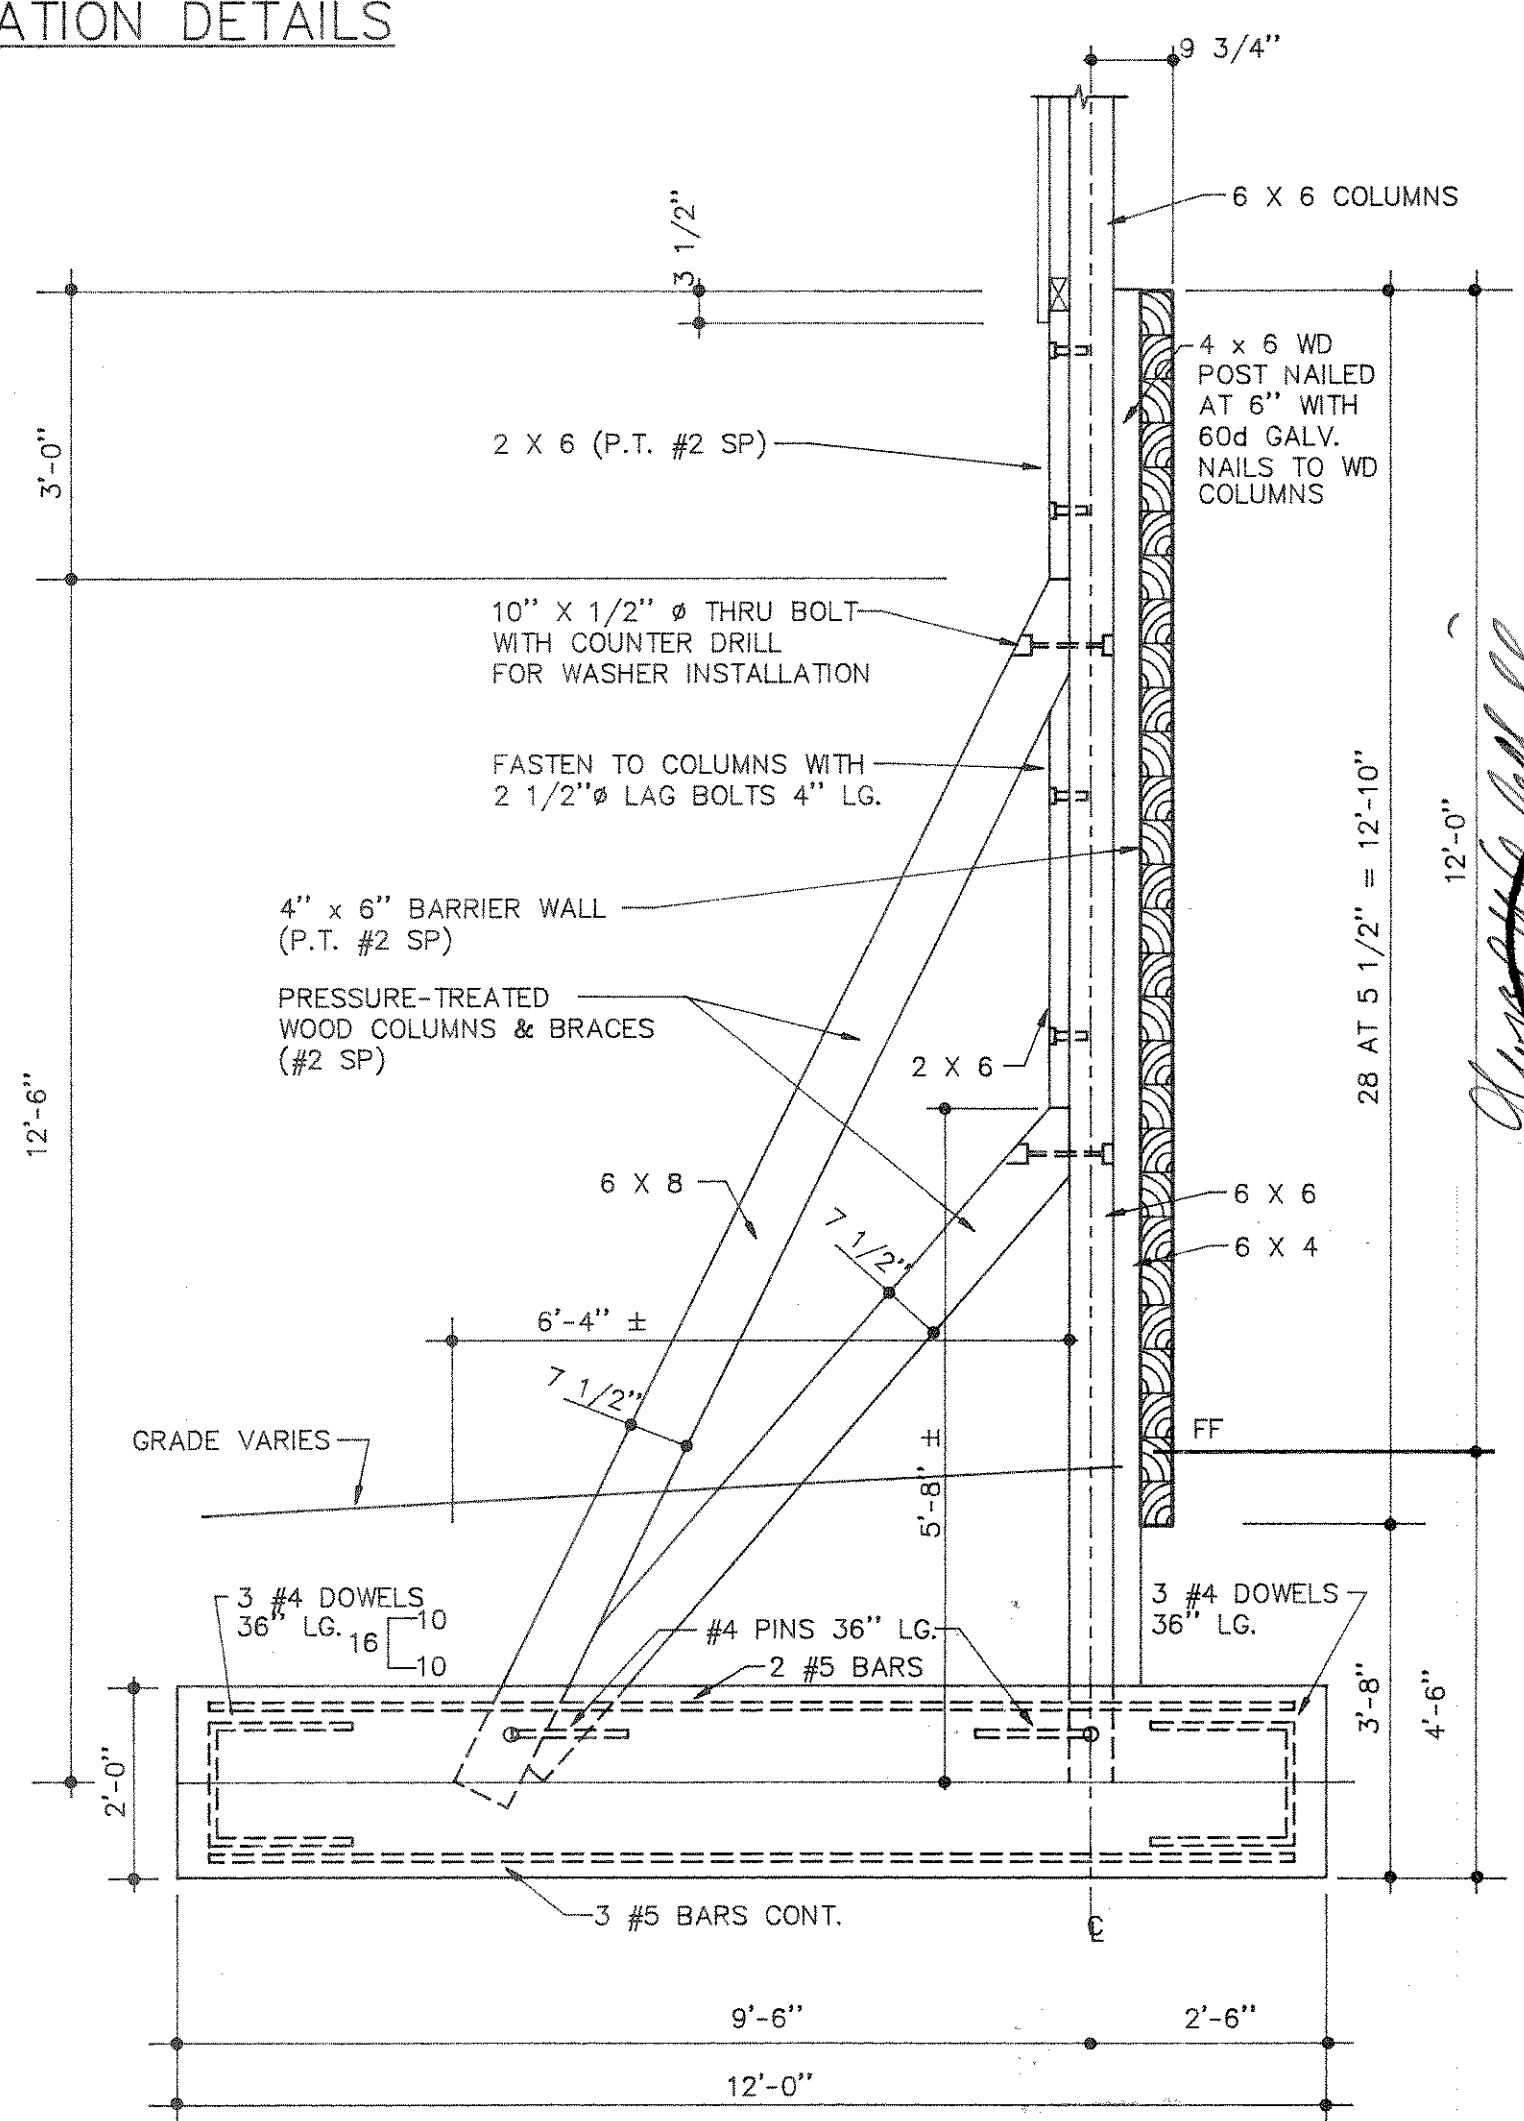 ATION DETAILS
9 3/4"
6 X 6 COLUMNS
3 1/2"
4 x 6 WD
POST NAILED
AT 6" WITH
60d GALV.
NAILS TO WD
COLUMNS
3'-0"
2 X 6 (P.T. #2 SP)
10" X 1/2" ø THRU BOLT
WITH COUNTER DRILL
FOR WASHER INSTALLATION
FASTEN TO COLUMNS WITH
2 1/2"ø LAG BOLTS 4" LG.
28 AT 5 1/2" = 12'-10"
12'-0"
4" x 6" BARRIER WALL
(P.T. #2 SP)
PRESSURE-TREATED
WOOD COLUMNS & BRACES
(#2 SP)
2 X 6
12'-6"
6 X 8
7 1/2"
6 X 6
6 X 4
6'-4" ±
7 1/2"
GRADE VARIES
FF
5'-8" ±
3 #4 DOWELS
36" LG.
16
10
10
#4 PINS 36" LG.
2 #5 BARS
3 #4 DOWELS
36" LG.
2'-0"
3'-8"
4'-6"
3 #5 BARS CONT.
℄
9'-6"
2'-6"
12'-0"